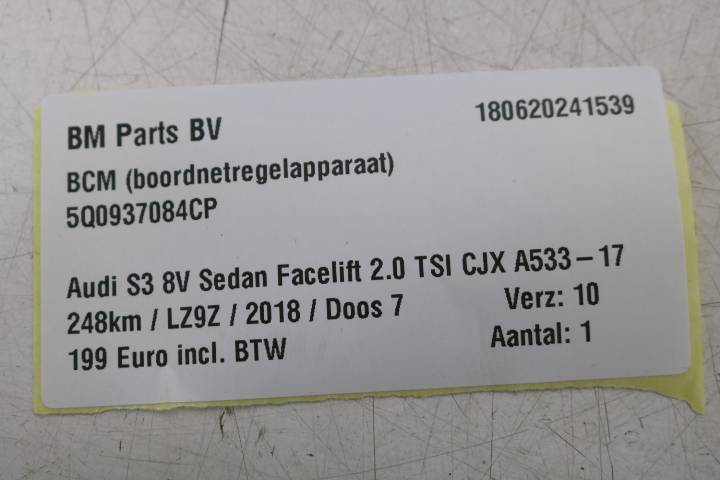 BM Parts BV
180620241539
BCM (boordnetregelapparaat)
5Q0937084CP
Audi S3 8V Sedan Facelift 2.0 TSI CJX A533-17
248km / LZ9Z / 2018 / Doos 7
Verz: 10
199 Euro incl. BTW
Aantal: 1